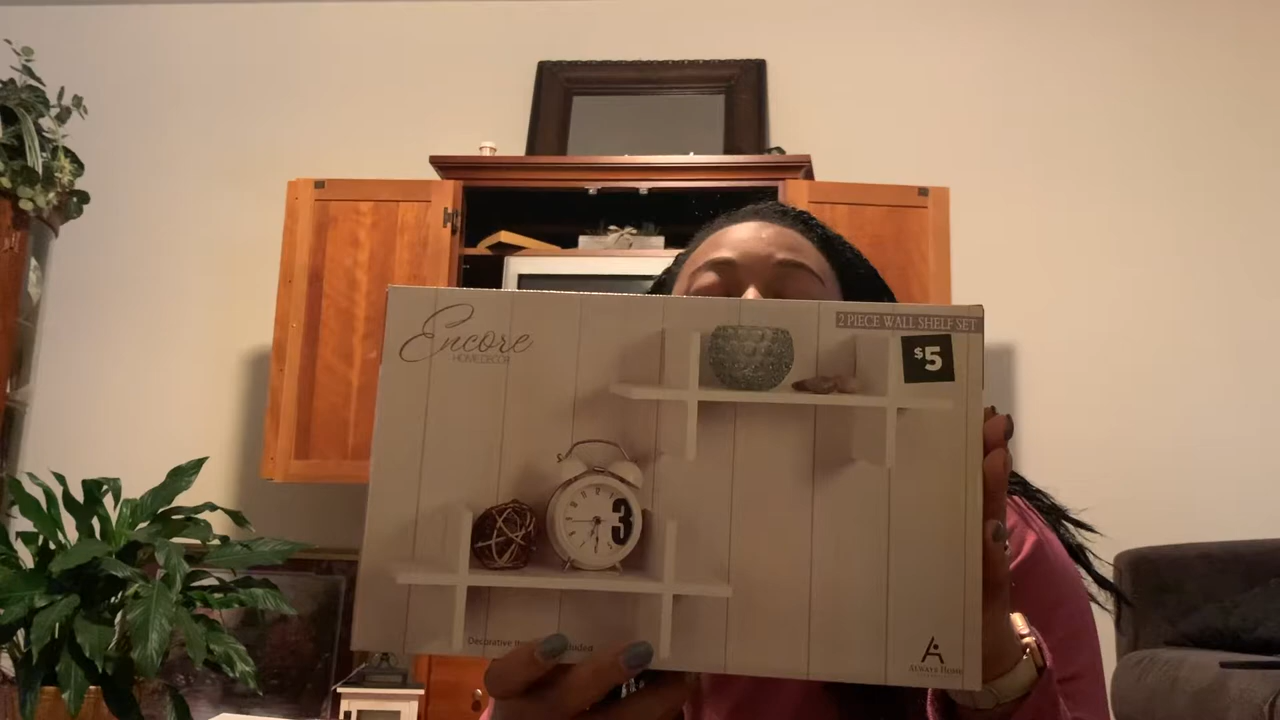 Encore
HOME DECOR
2 PIECE WALL SHELF SET
$5
3
Decorative
ALWAYS HOME